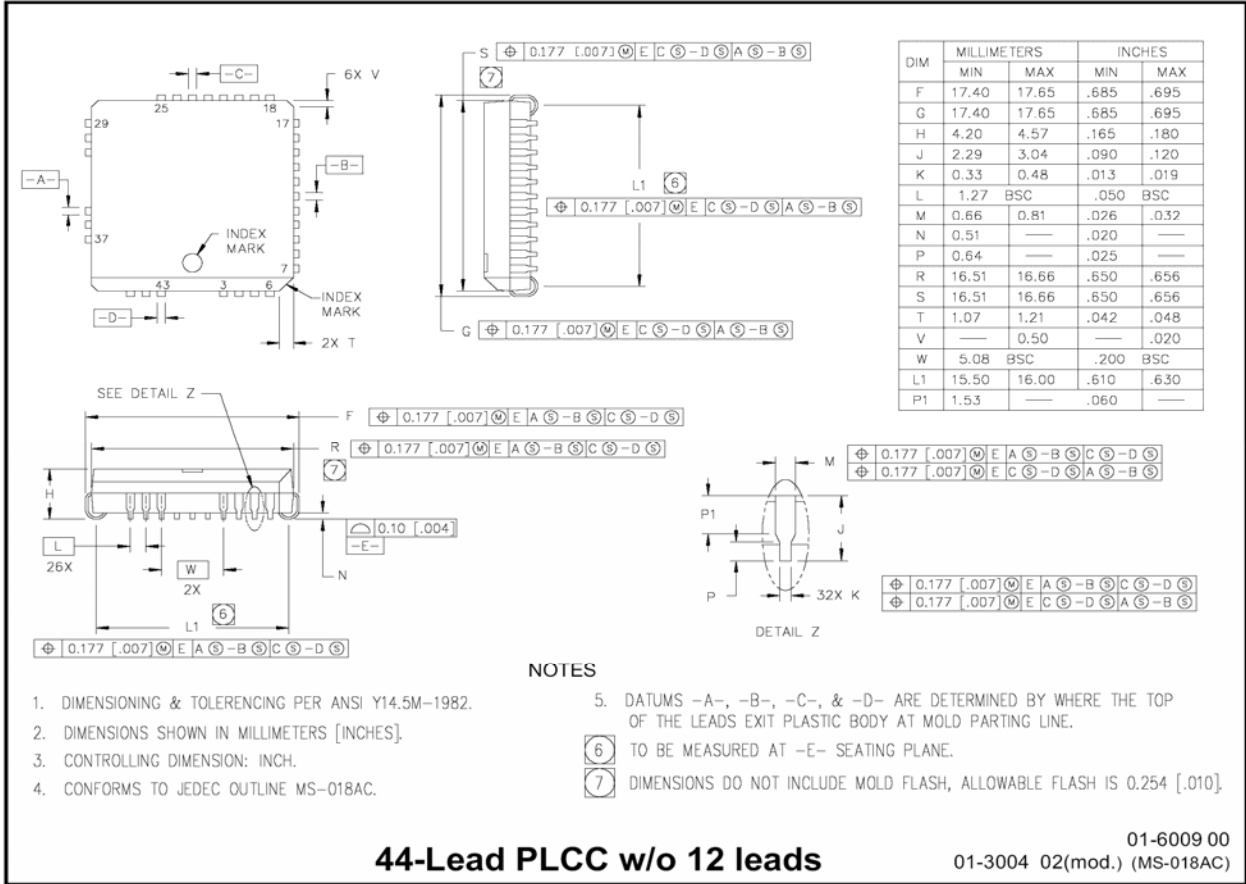 S ⌖ 0.177 [.007] Ⓜ E C Ⓢ -D Ⓢ A Ⓢ -B Ⓢ
7
-C-
6X V
25
18
29
17
-B-
-A-
37
INDEX
MARK
7
43
3
6
INDEX
MARK
-D-
2X T
L1 6
⌖ 0.177 [.007] Ⓜ E C Ⓢ -D Ⓢ A Ⓢ -B Ⓢ
G ⌖ 0.177 [.007] Ⓜ E C Ⓢ -D Ⓢ A Ⓢ -B Ⓢ
DIM MILLIMETERS INCHES
MIN MAX MIN MAX
F 17.40 17.65 .685 .695
G 17.40 17.65 .685 .695
H 4.20 4.57 .165 .180
J 2.29 3.04 .090 .120
K 0.33 0.48 .013 .019
L 1.27 BSC .050 BSC
M 0.66 0.81 .026 .032
N 0.51 — .020 —
P 0.64 — .025 —
R 16.51 16.66 .650 .656
S 16.51 16.66 .650 .656
T 1.07 1.21 .042 .048
V — 0.50 — .020
W 5.08 BSC .200 BSC
L1 15.50 16.00 .610 .630
P1 1.53 — .060 —
SEE DETAIL Z
F ⌖ 0.177 [.007] Ⓜ E A Ⓢ -B Ⓢ C Ⓢ -D Ⓢ
R ⌖ 0.177 [.007] Ⓜ E A Ⓢ -B Ⓢ C Ⓢ -D Ⓢ
7
H
0.10 [.004]
-E-
L
26X
W
2X
N
6
L1
⌖ 0.177 [.007] Ⓜ E A Ⓢ -B Ⓢ C Ⓢ -D Ⓢ
M
⌖ 0.177 [.007] Ⓜ E A Ⓢ -B Ⓢ C Ⓢ -D Ⓢ
⌖ 0.177 [.007] Ⓜ E C Ⓢ -D Ⓢ A Ⓢ -B Ⓢ
P1
J
P
32X K
⌖ 0.177 [.007] Ⓜ E A Ⓢ -B Ⓢ C Ⓢ -D Ⓢ
⌖ 0.177 [.007] Ⓜ E C Ⓢ -D Ⓢ A Ⓢ -B Ⓢ
DETAIL Z
NOTES
1. DIMENSIONING & TOLERENCING PER ANSI Y14.5M-1982.
2. DIMENSIONS SHOWN IN MILLIMETERS [INCHES].
3. CONTROLLING DIMENSION: INCH.
4. CONFORMS TO JEDEC OUTLINE MS-018AC.
5. DATUMS -A-, -B-, -C-, & -D- ARE DETERMINED BY WHERE THE TOP
OF THE LEADS EXIT PLASTIC BODY AT MOLD PARTING LINE.
6 TO BE MEASURED AT -E- SEATING PLANE.
7 DIMENSIONS DO NOT INCLUDE MOLD FLASH, ALLOWABLE FLASH IS 0.254 [.010].
44-Lead PLCC w/o 12 leads
01-6009 00
01-3004 02(mod.) (MS-018AC)